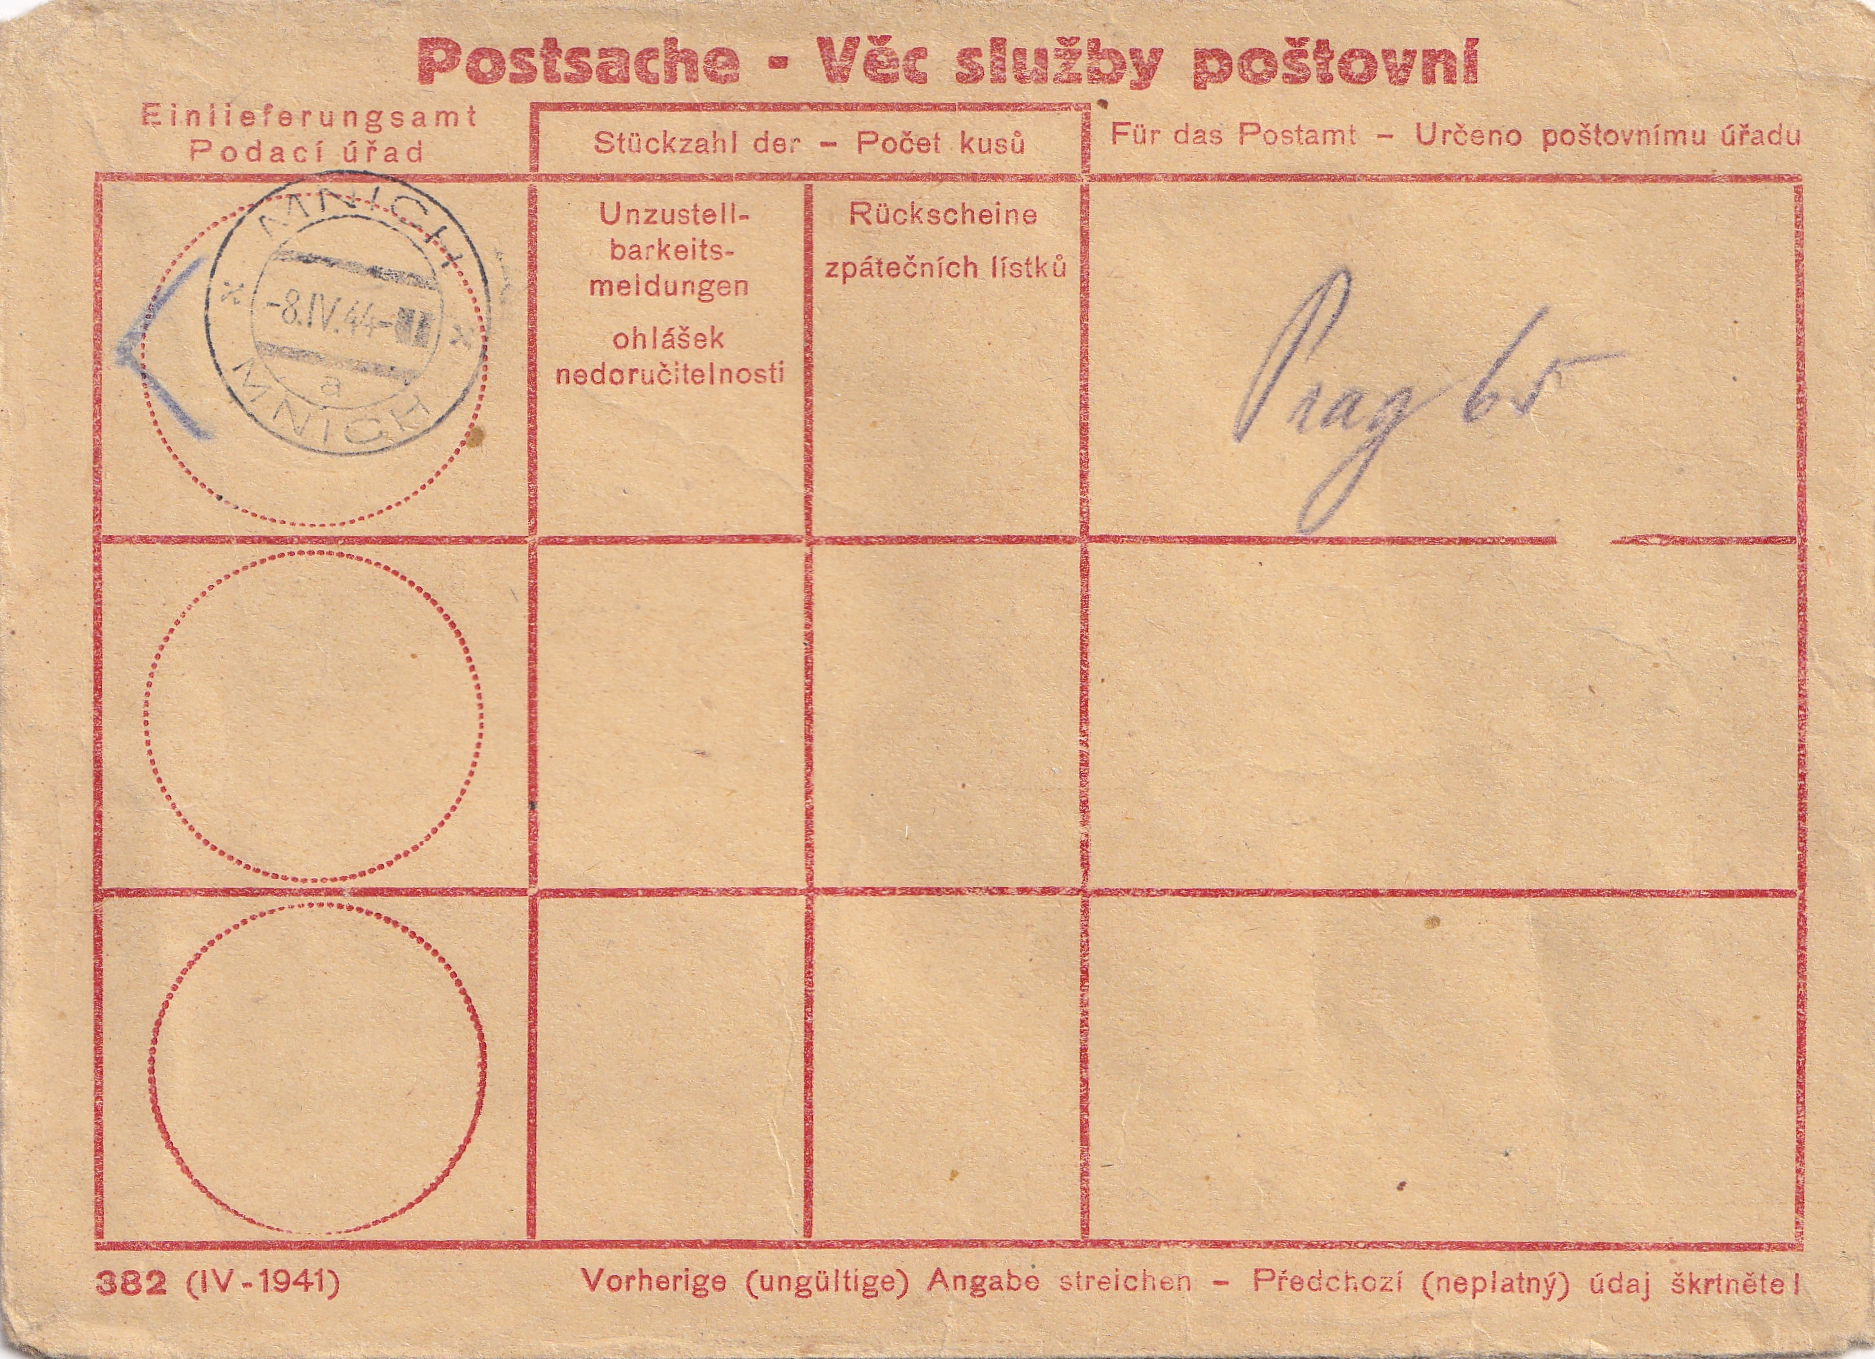 Postsache - Věc služby poštovní
Einlieferungsamt
Podací úřad
Stückzahl der – Počet kusů
Für das Postamt – Určeno poštovnímu úřadu
MNICH
-8.IV.44-
a
MNICH
Unzustell-
barkeits-
meldungen
ohlášek
nedoručitelnosti
Rückscheine
zpátečních lístků
Prag 65
382 (IV-1941)
Vorherige (ungültige) Angabe streichen – Předchozí (neplatný) údaj škrtněte!